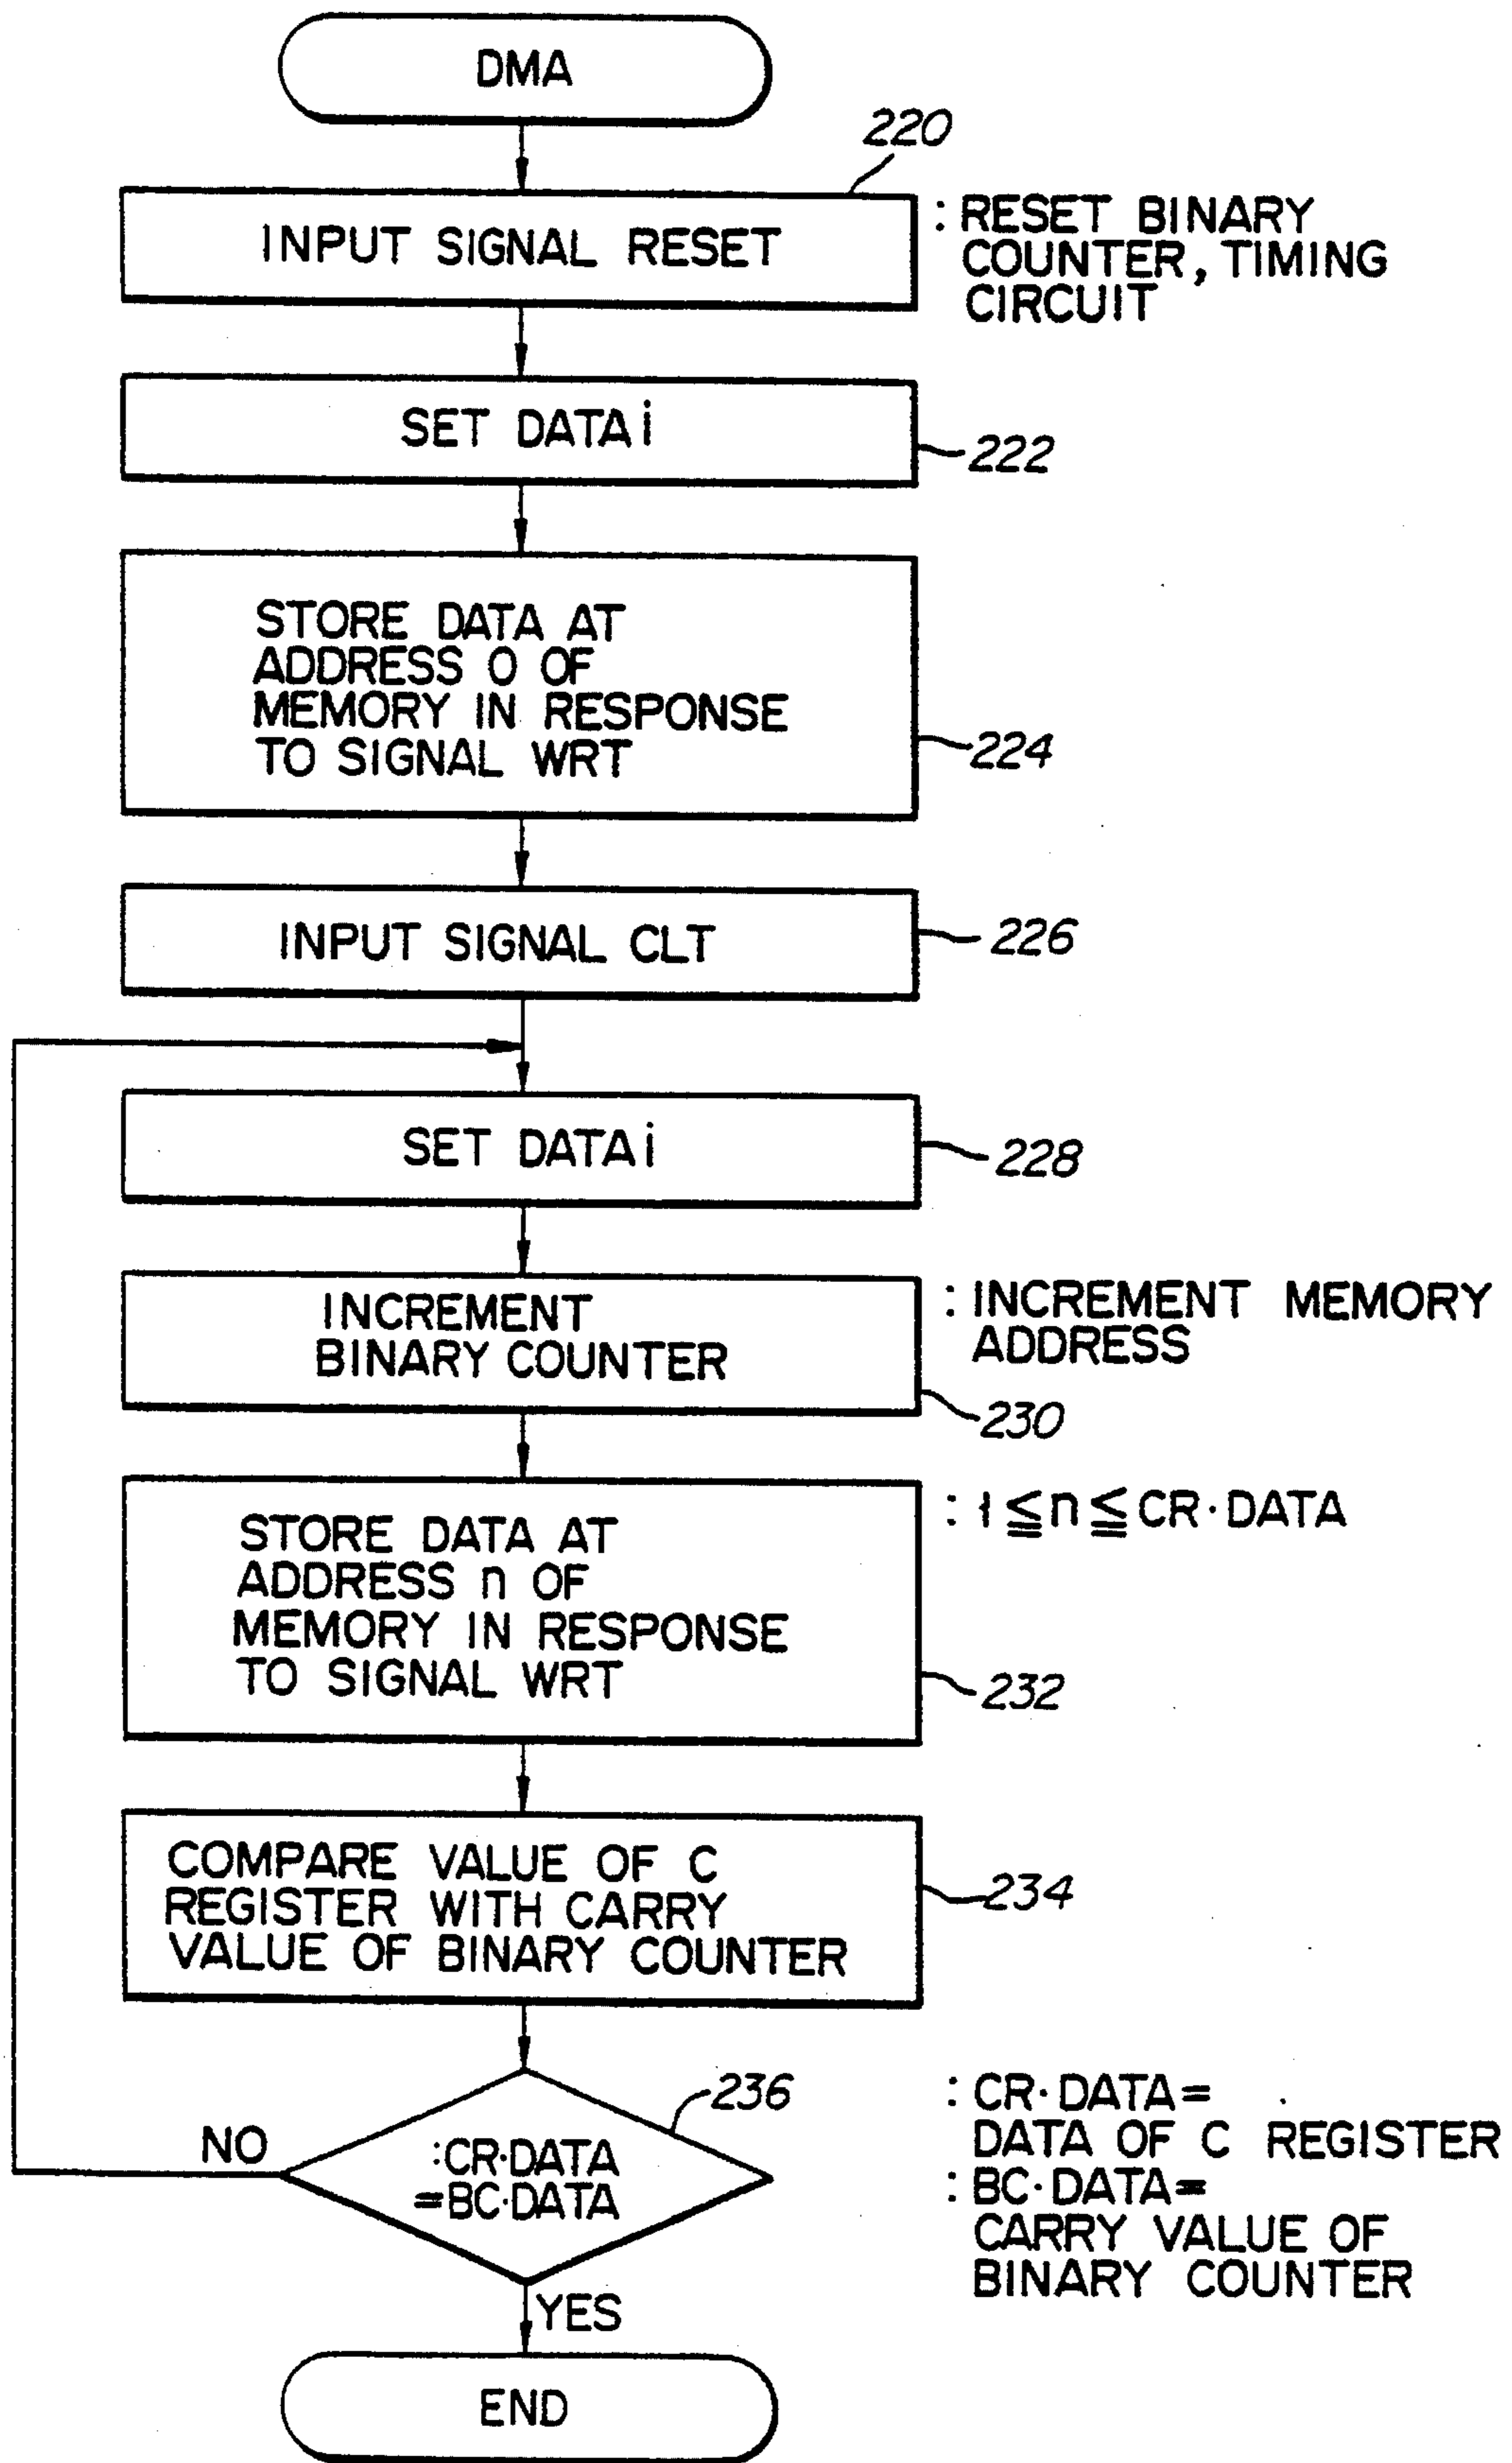 DMA
220
INPUT SIGNAL RESET
: RESET BINARY
COUNTER, TIMING
CIRCUIT
SET DATA i
222
STORE DATA AT
ADDRESS 0 OF
MEMORY IN RESPONSE
TO SIGNAL WRT
224
INPUT SIGNAL CLT
226
SET DATA i
228
INCREMENT
BINARY COUNTER
: INCREMENT MEMORY
ADDRESS
230
STORE DATA AT
ADDRESS n OF
MEMORY IN RESPONSE
TO SIGNAL WRT
: 1 ≦ n ≦ CR·DATA
232
COMPARE VALUE OF C
REGISTER WITH CARRY
VALUE OF BINARY COUNTER
234
236
NO
:CR·DATA
=BC·DATA
: CR·DATA=
DATA OF C REGISTER
: BC·DATA=
CARRY VALUE OF
BINARY COUNTER
YES
END